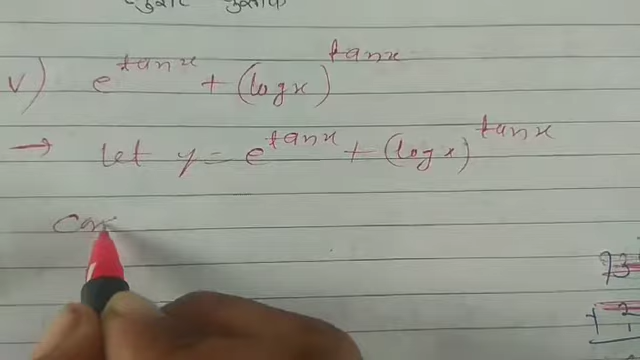 v) e^tanx + (logx)^tanx
→ let y = e^tanx + (logx)^tanx